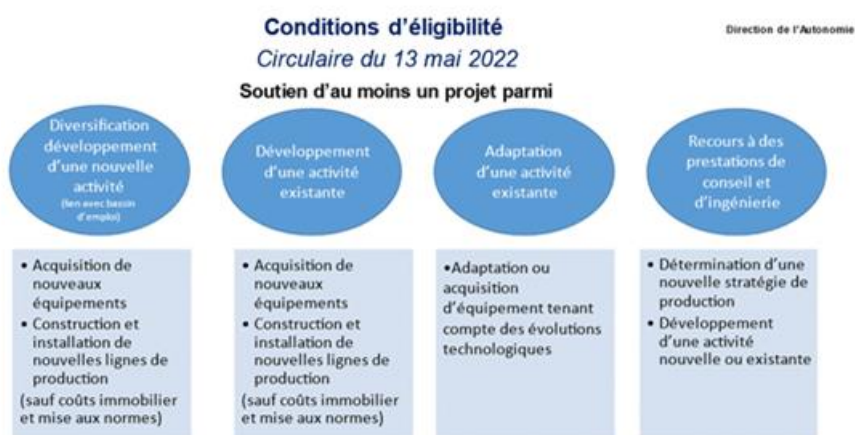 Conditions d'éligibilité
Direction de l'Autonomie
Circulaire du 13 mai 2022
Soutien d'au moins un projet parmi
Diversification
développement
d'une nouvelle
activité
(lien avec bassin
d'emploi)
Développement
d'une activité
existante
Adaptation
d'une activité
existante
Recours à des
prestations de
conseil et
d'ingénierie
• Acquisition de
nouveaux
équipements
• Construction et
installation de
nouvelles lignes de
production
(sauf coûts immobilier
et mise aux normes)
• Acquisition de
nouveaux
équipements
• Construction et
installation de
nouvelles lignes de
production
(sauf coûts immobilier
et mise aux normes)
•Adaptation ou
acquisition
d'équipement tenant
compte des évolutions
technologiques
• Détermination d'une
nouvelle stratégie de
production
• Développement
d'une activité
nouvelle ou existante